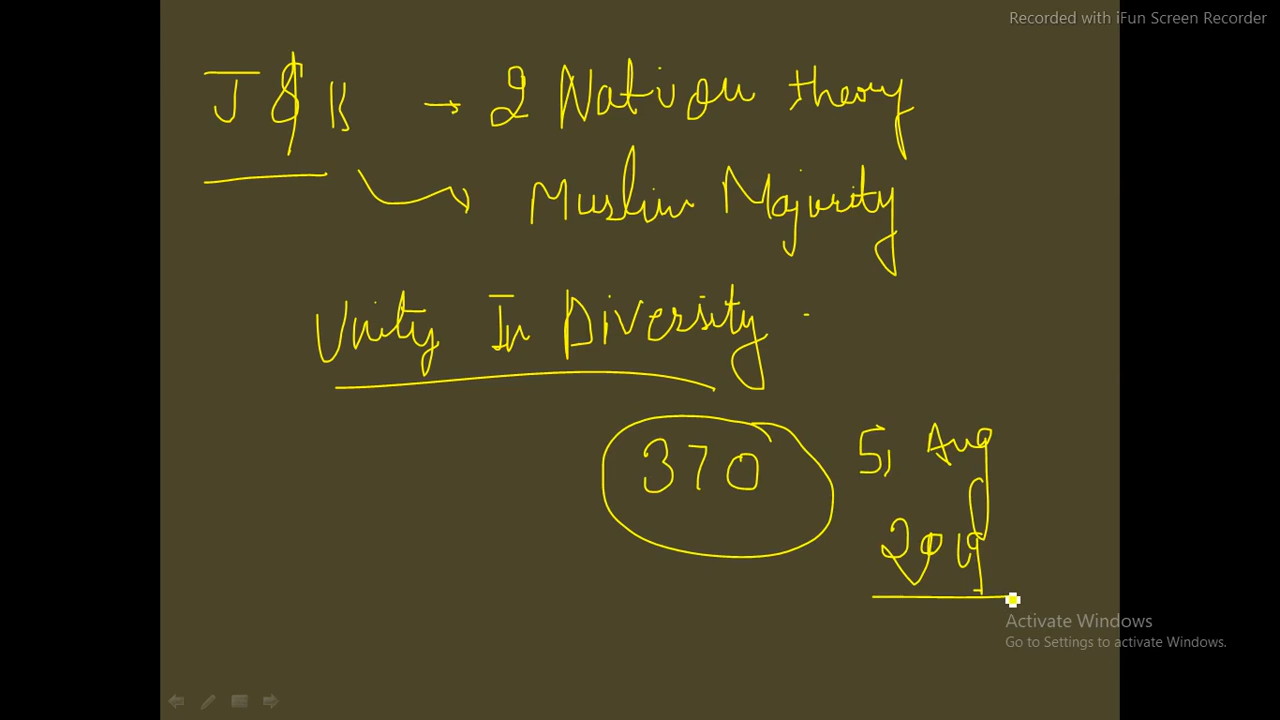 Recorded with iFun Screen Recorder
J & K → 2 Nation theory
→ Muslim Majority
Unity In Diversity
370 5, Aug
2019
Activate Windows
Go to Settings to activate Windows.